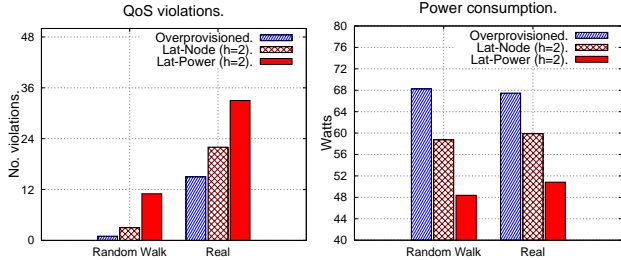 QoS violations.
No. violations.
48
36
24
12
0
Overprovisioned.
Lat-Node (h=2).
Lat-Power (h=2).
Random Walk
Real
Power consumption.
Watts
80
76
72
68
64
60
56
52
48
44
40
Overprovisioned.
Lat-Node (h=2).
Lat-Power (h=2).
Random Walk
Real